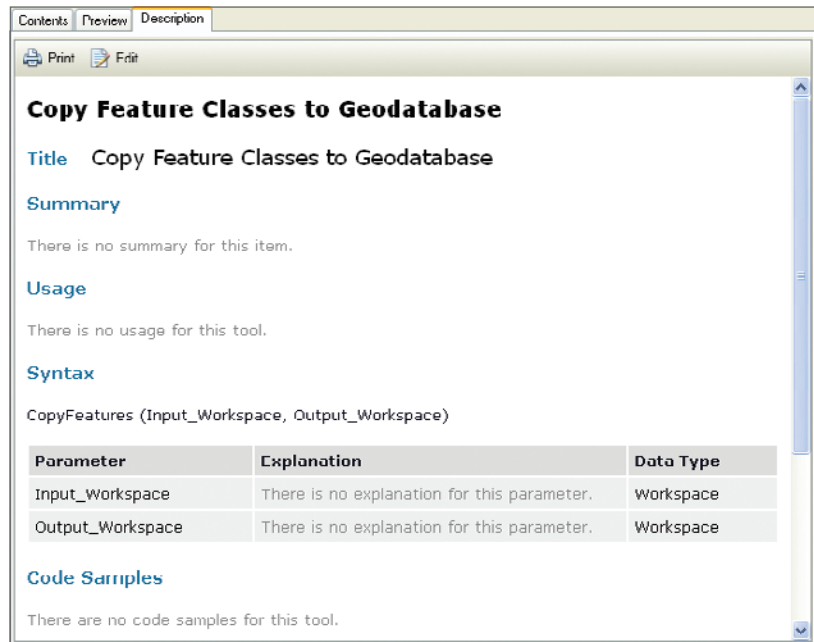 Contents Preview Description
Print Edit
Copy Feature Classes to Geodatabase
Title Copy Feature Classes to Geodatabase
Summary
There is no summary for this item.
Usage
There is no usage for this tool.
Syntax
CopyFeatures (Input_Workspace, Output_Workspace)
Parameter Explanation Data Type
Input_Workspace There is no explanation for this parameter. Workspace
Output_Workspace There is no explanation for this parameter. Workspace
Code Samples
There are no code samples for this tool.